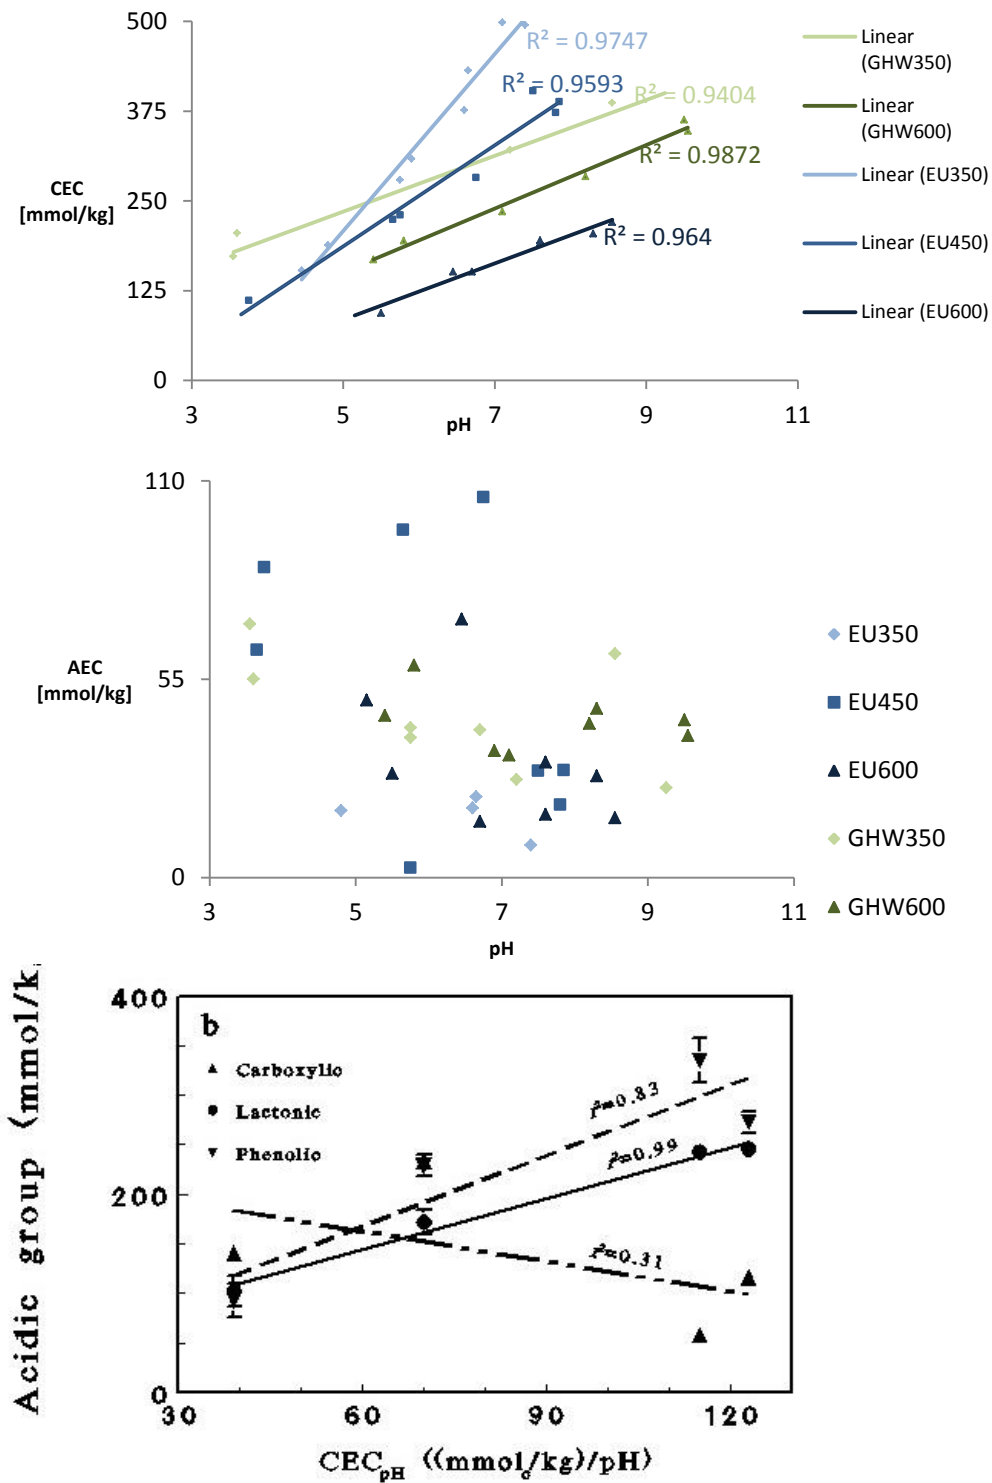 500
375
250
125
0
CEC
[mmol/kg]
3
5
7
9
11
pH
R² = 0.9747
R² = 0.9593
R² = 0.9404
R² = 0.9872
R² = 0.964
Linear
(GHW350)
Linear
(GHW600)
Linear (EU350)
Linear (EU450)
Linear (EU600)
110
55
0
AEC
[mmol/kg]
3
5
7
9
11
pH
EU350
EU450
EU600
GHW350
GHW600
400
200
0
Acidic group (mmol/k
b
Carboxylic
Lactonic
Phenolic
r²=0.83
r²=0.99
r²=0.31
30
60
90
120
CEC pH ((mmol c/kg)/pH)